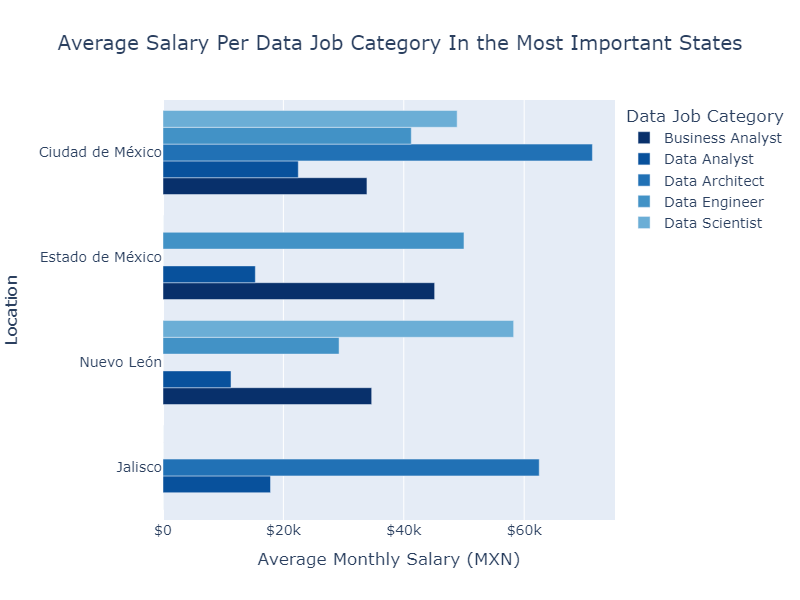 Average Salary Per Data Job Category In the Most Important States
Data Job Category
Business Analyst
Data Analyst
Data Architect
Data Engineer
Data Scientist
Location
Ciudad de México
Estado de México
Nuevo León
Jalisco
$0
$20k
$40k
$60k
Average Monthly Salary (MXN)